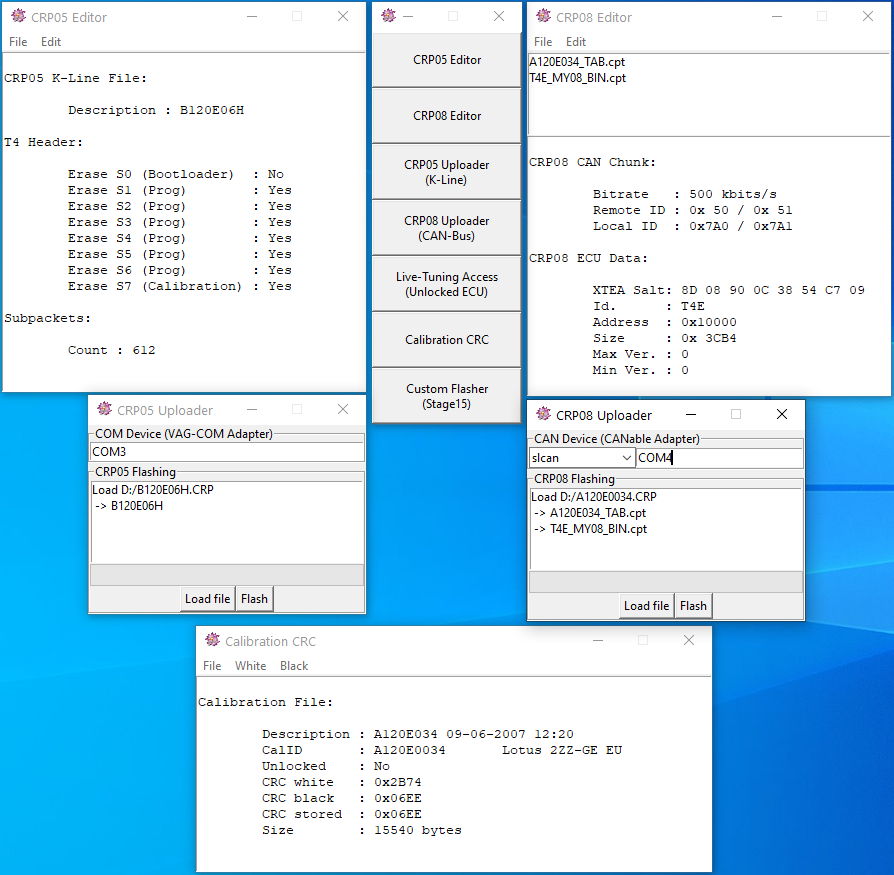 CRP05 Editor
File Edit
CRP05 K-Line File:
Description : B120E06H
T4 Header:
Erase S0 (Bootloader) : No
Erase S1 (Prog) : Yes
Erase S2 (Prog) : Yes
Erase S3 (Prog) : Yes
Erase S4 (Prog) : Yes
Erase S5 (Prog) : Yes
Erase S6 (Prog) : Yes
Erase S7 (Calibration) : Yes
Subpackets:
Count : 612
CRP05 Editor
CRP08 Editor
CRP05 Uploader
(K-Line)
CRP08 Uploader
(CAN-Bus)
Live-Tuning Access
(Unlocked ECU)
Calibration CRC
Custom Flasher
(Stage15)
CRP08 Editor
File Edit
A120E034_TAB.cpt
T4E_MY08_BIN.cpt
CRP08 CAN Chunk:
Bitrate : 500 kbits/s
Remote ID : 0x 50 / 0x 51
Local ID : 0x7A0 / 0x7A1
CRP08 ECU Data:
XTEA Salt: 8D 08 90 0C 38 54 C7 09
Id. : T4E
Address : 0x10000
Size : 0x 3CB4
Max Ver. : 0
Min Ver. : 0
CRP05 Uploader
COM Device (VAG-COM Adapter)
COM3
CRP05 Flashing
Load D:/B120E06H.CRP
-> B120E06H
Load file Flash
CRP08 Uploader
CAN Device (CANable Adapter)
slcan COM4
CRP08 Flashing
Load D:/A120E0034.CRP
-> A120E034_TAB.cpt
-> T4E_MY08_BIN.cpt
Load file Flash
Calibration CRC
File White Black
Calibration File:
Description : A120E034 09-06-2007 12:20
CalID : A120E0034 Lotus 2ZZ-GE EU
Unlocked : No
CRC white : 0x2B74
CRC black : 0x06EE
CRC stored : 0x06EE
Size : 15540 bytes